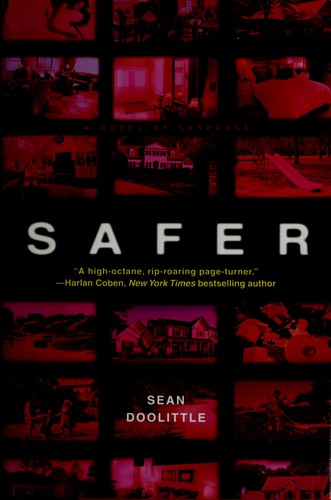 A NOVEL OF SUSPENSE
SAFER
"A high-octane, rip-roaring page-turner."
—Harlan Coben, New York Times bestselling author
SEAN
DOOLITTLE